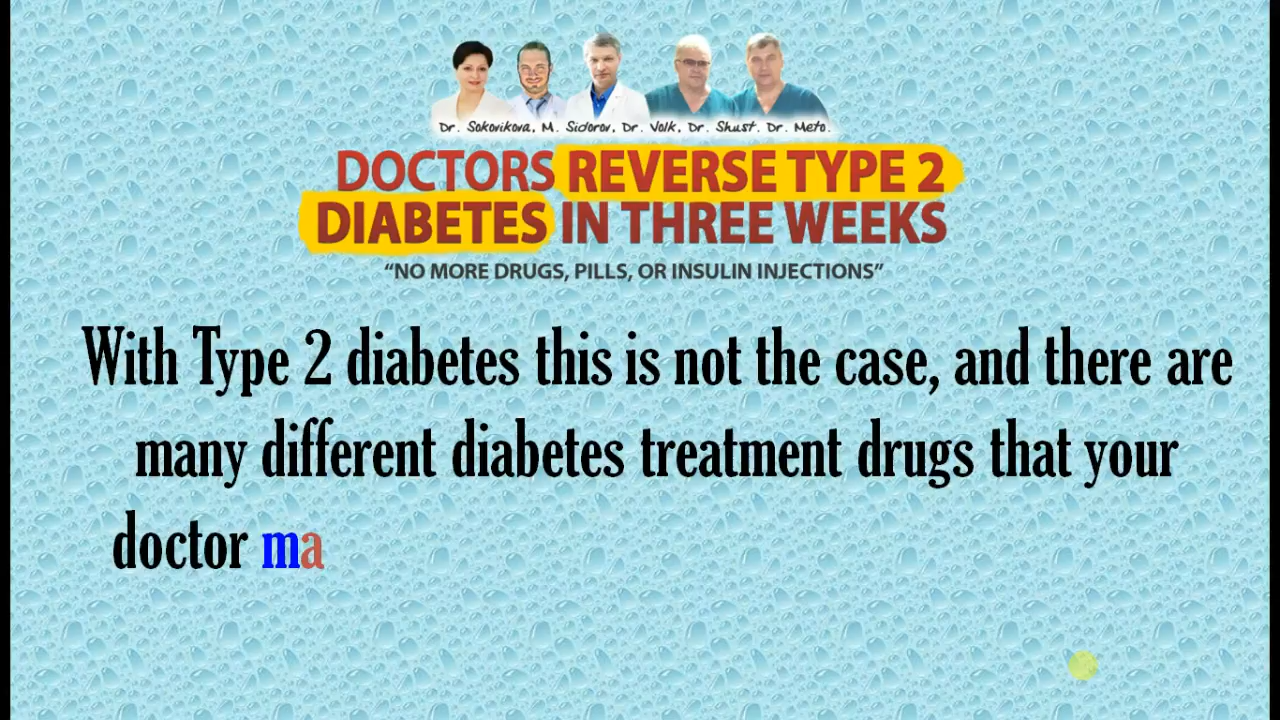 Dr. Sokovikova, M. Sidorov, Dr. Volk, Dr. Shust, Dr. Meto.
DOCTORS REVERSE TYPE 2
DIABETES IN THREE WEEKS
“NO MORE DRUGS, PILLS, OR INSULIN INJECTIONS”
With Type 2 diabetes this is not the case, and there are
many different diabetes treatment drugs that your
doctor ma